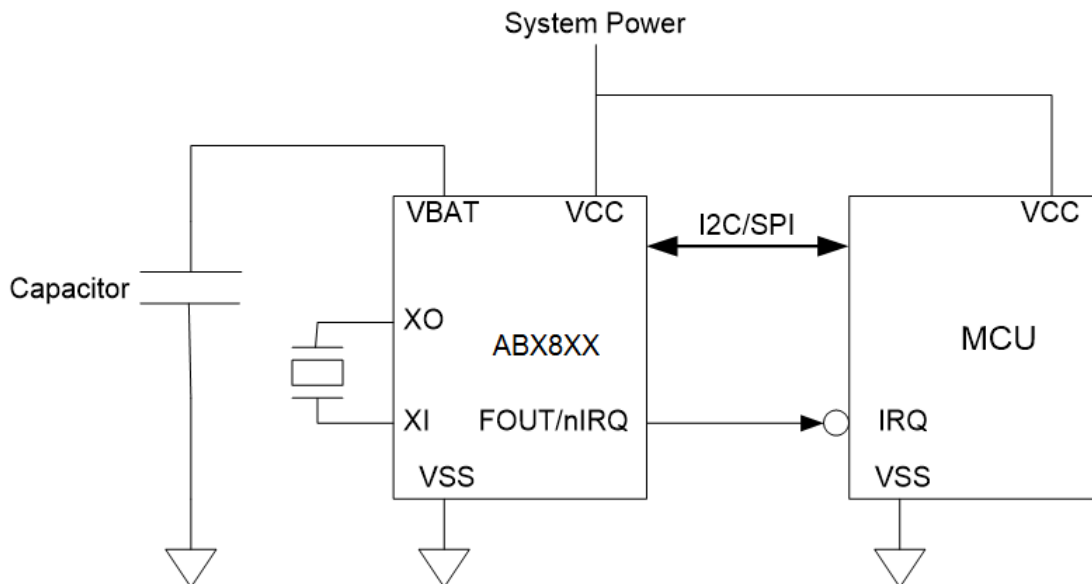 System Power
VBAT
VCC
VCC
I2C/SPI
Capacitor
XO
ABX8XX
MCU
XI
FOUT/nIRQ
IRQ
VSS
VSS